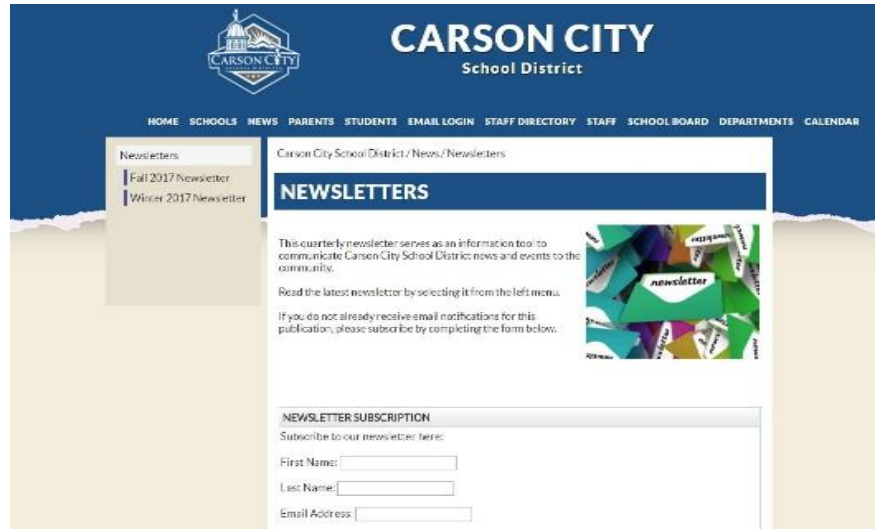 CARSON CITY
CARSON CITY
School District
HOME SCHOOLS NEWS PARENTS STUDENTS EMAIL LOGIN STAFF DIRECTORY STAFF SCHOOL BOARD DEPARTMENTS CALENDAR
Newsletters
Fall 2017 Newsletter
Winter 2017 Newsletter
Carson City School District / News / Newsletters
NEWSLETTERS
This quarterly newsletter serves as an information tool to
communicate Carson City School District news and events to the
community.
Read the latest newsletter by selecting it from the left menu.
If you do not already receive email notifications for this
publication, please subscribe by completing the form below.
newsletter
newsletter
NEWSLETTER SUBSCRIPTION
Subscribe to our newsletter here:
First Name:
Last Name:
Email Address: